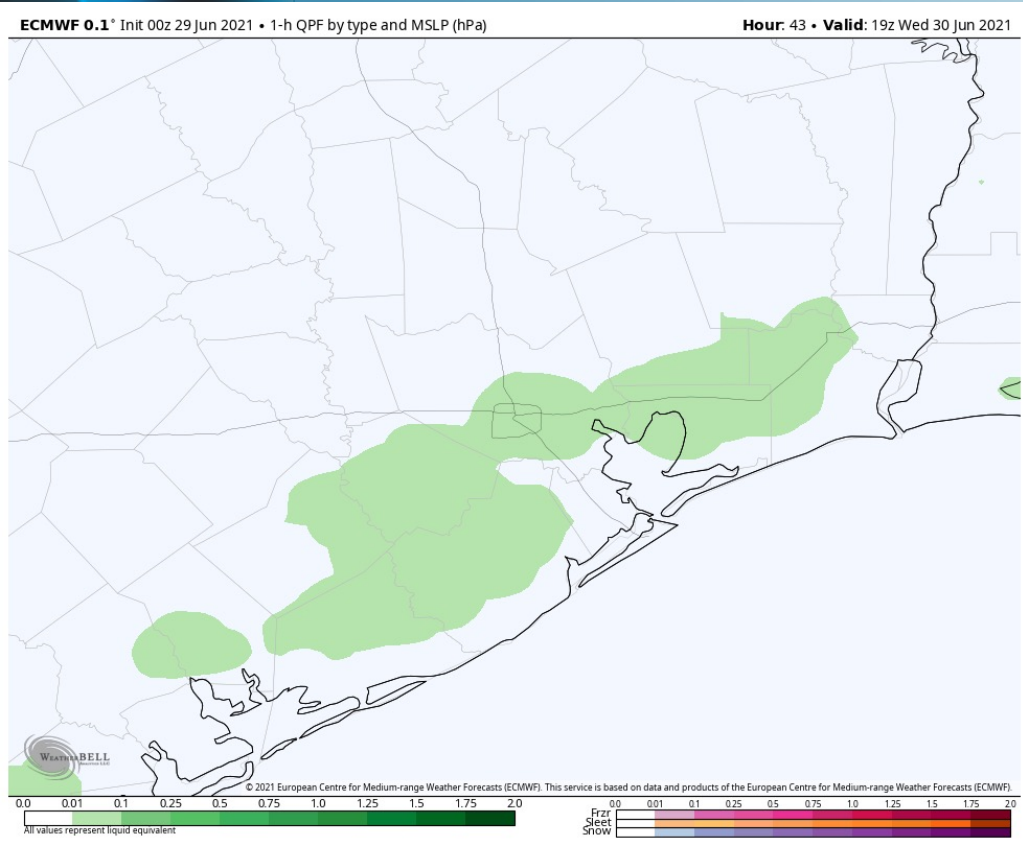 ECMWF 0.1° Init 00z 29 Jun 2021 • 1-h QPF by type and MSLP (hPa)
Hour: 43 • Valid: 19z Wed 30 Jun 2021
WEATHERBELL
© 2021 European Centre for Medium-range Weather Forecasts (ECMWF). This service is based on data and products of the European Centre for Medium-range Weather Forecasts (ECMWF).
0.0 0.01 0.1 0.25 0.5 0.75 1.0 1.25 1.5 1.75 2.0
All values represent liquid equivalent
0.0 0.01 0.1 0.25 0.5 0.75 1.0 1.25 1.5 1.75 2.0
Frzr
Sleet
Snow